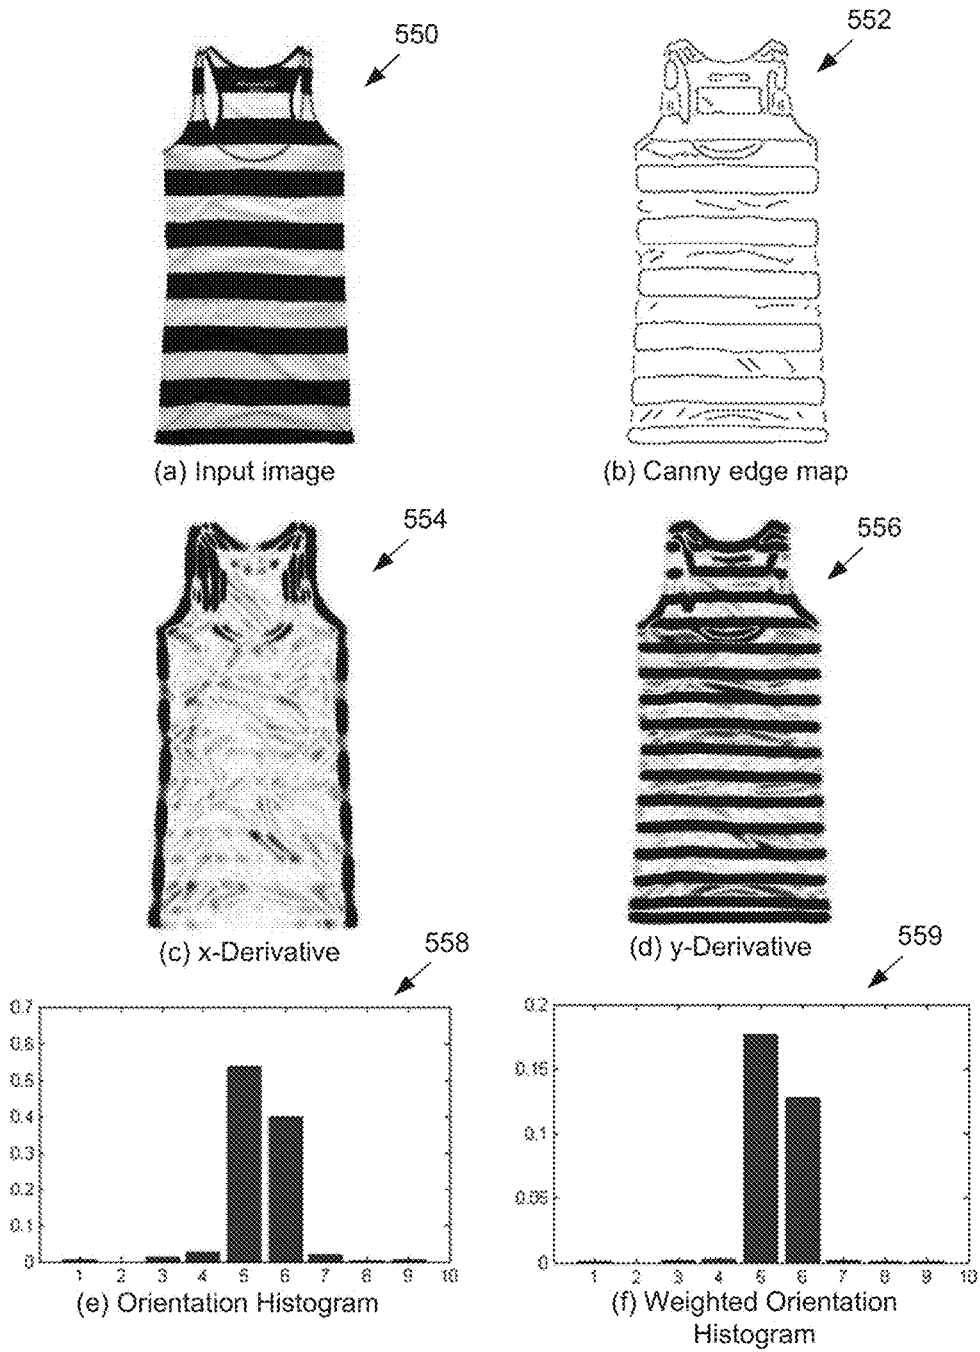 550
552
(a) Input image
(b) Canny edge map
554
556
(c) x-Derivative
(d) y-Derivative
558
559
0.7
0.6
0.5
0.4
0.3
0.2
0.1
0
1 2 3 4 5 6 7 8 9 10
(e) Orientation Histogram
0.2
0.15
0.1
0.05
0
1 2 3 4 5 6 7 8 9 10
(f) Weighted Orientation
Histogram